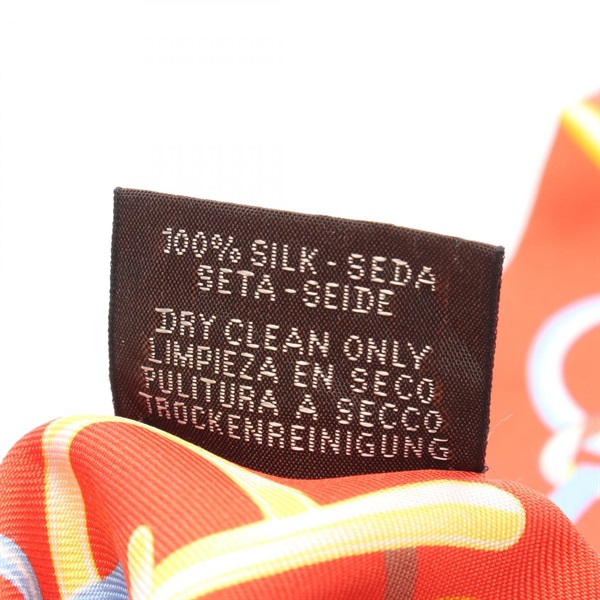 100% SILK - SEDA
SETA - SEIDE
DRY CLEAN ONLY
LIMPIEZA EN SECO
PULITURA A SECCO
TROCKENREINIGUNG